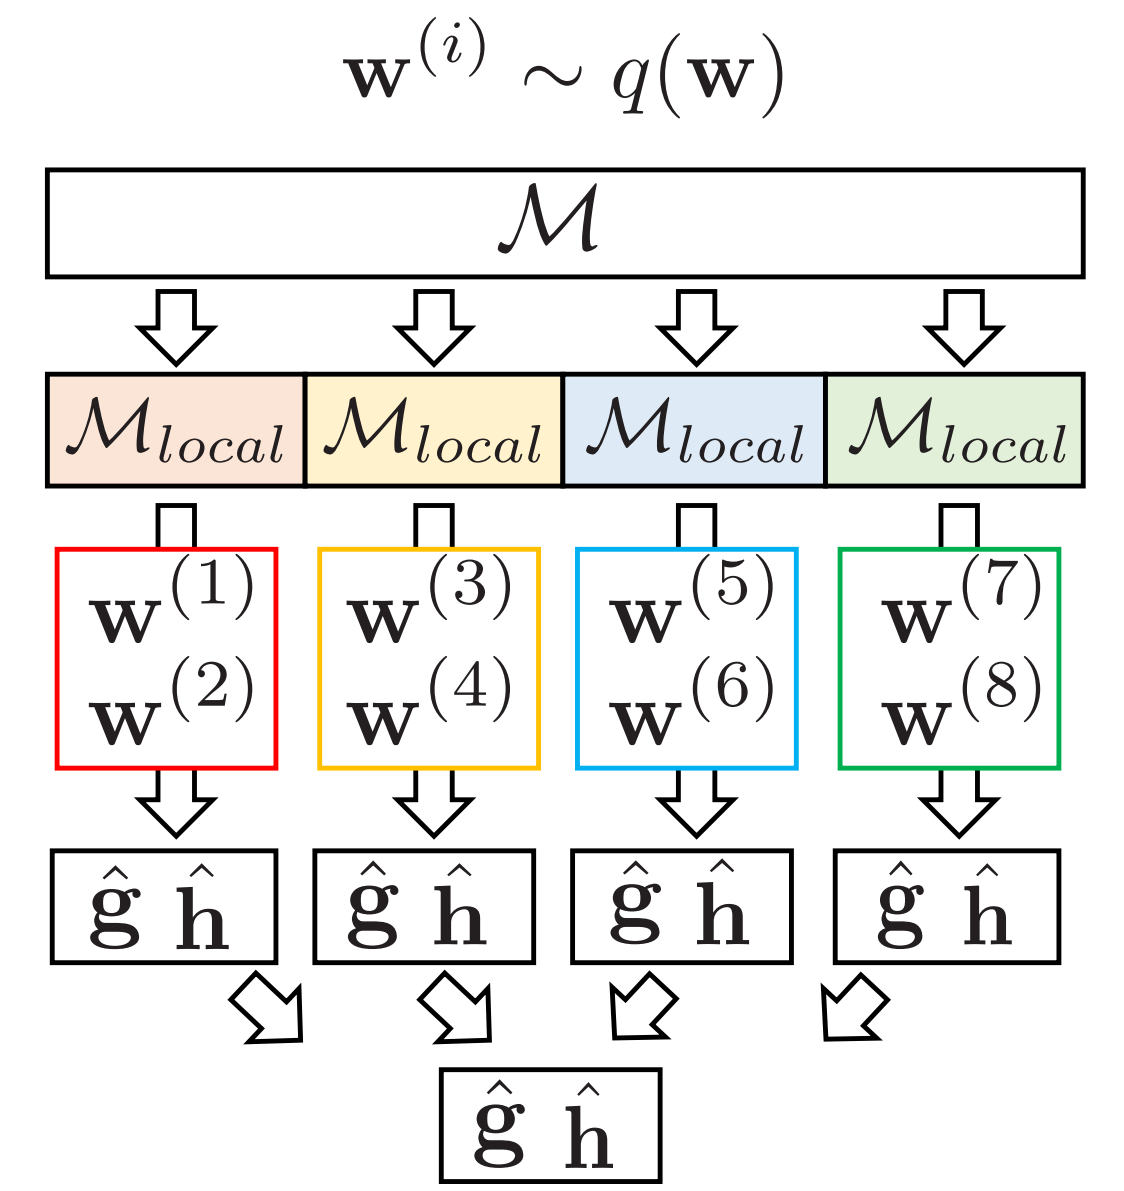 w^(i) ∼ q(w)
ℳ
ℳ_local ℳ_local ℳ_local ℳ_local
w^(1) w^(3) w^(5) w^(7)
w^(2) w^(4) w^(6) w^(8)
ĝ ĥ ĝ ĥ ĝ ĥ ĝ ĥ
ĝ ĥ